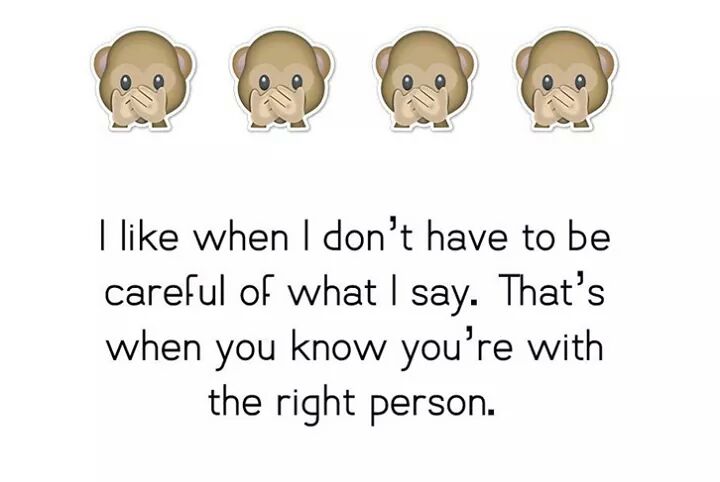 I like when I don't have to be
careful of what I say. That's
when you know you're with
the right person.